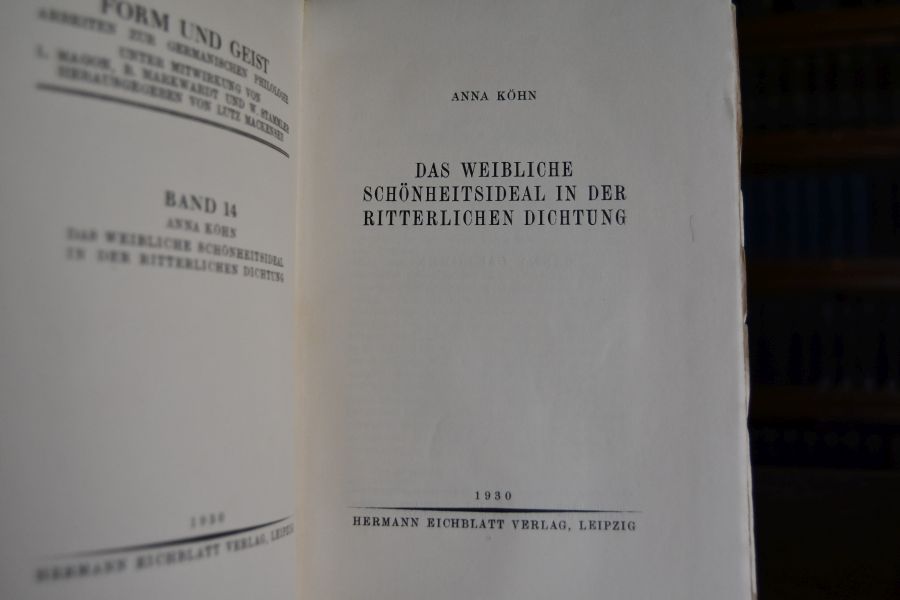 FORM UND GEIST
ARBEITEN ZUR GERMANISCHEN PHILOLOGIE
UNTER MITWIRKUNG VON
L. MAGON, B. MARKWARDT UND W. STAMMLER
HERAUSGEGEBEN VON LUTZ MACKENSEN
BAND 14
ANNA KÖHN
DAS WEIBLICHE SCHÖNHEITSIDEAL
IN DER RITTERLICHEN DICHTUNG
1930
HERMANN EICHBLATT VERLAG, LEIPZIG
ANNA KÖHN
DAS WEIBLICHE
SCHÖNHEITSIDEAL IN DER
RITTERLICHEN DICHTUNG
1930
HERMANN EICHBLATT VERLAG, LEIPZIG